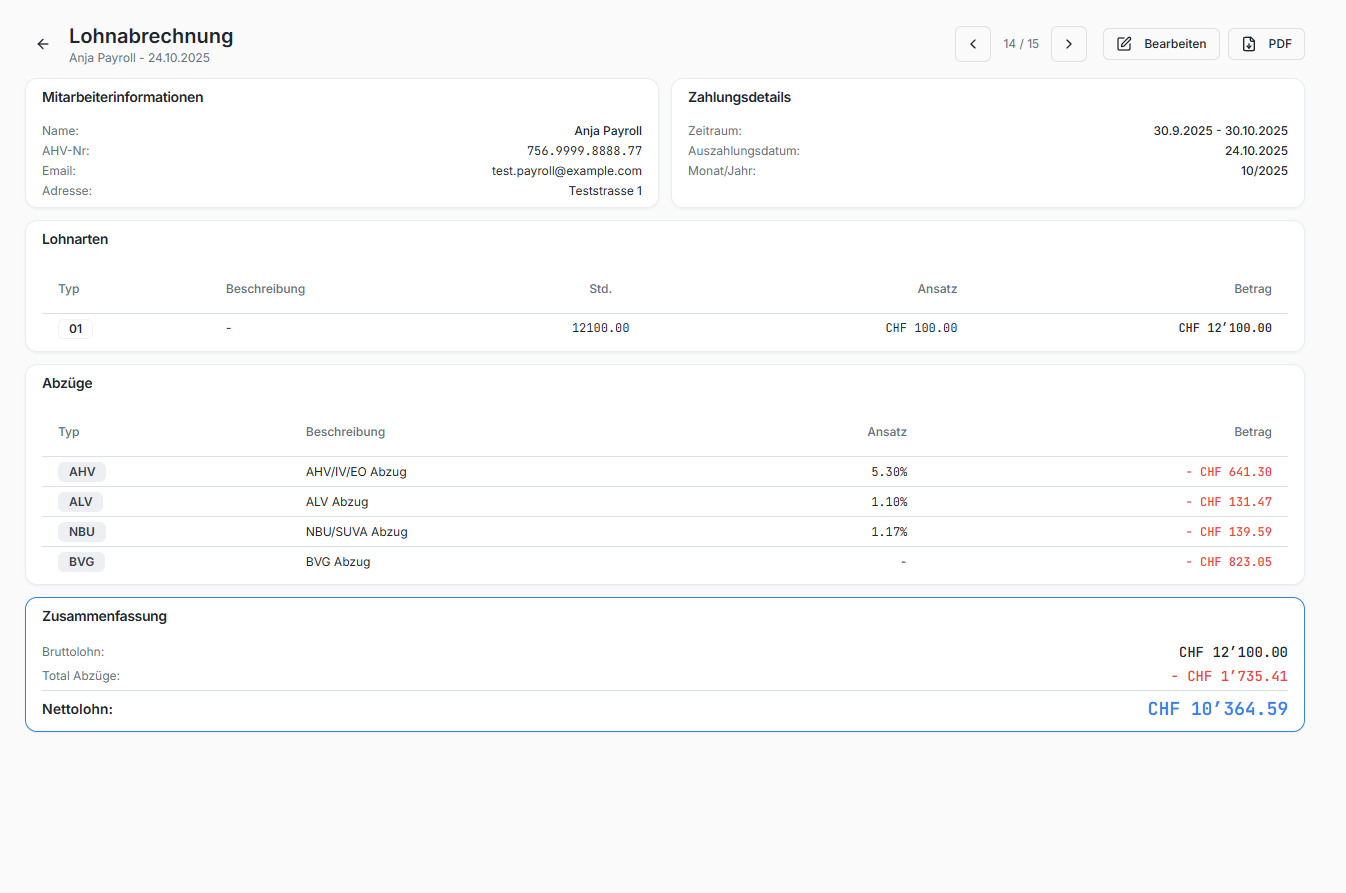 Lohnabrechnung
Anja Payroll - 24.10.2025
14 / 15
Bearbeiten
PDF
Mitarbeiterinformationen
Name: Anja Payroll
AHV-Nr: 756.9999.8888.77
Email: test.payroll@example.com
Adresse: Teststrasse 1
Zahlungsdetails
Zeitraum: 30.9.2025 - 30.10.2025
Auszahlungsdatum: 24.10.2025
Monat/Jahr: 10/2025
Lohnarten
Typ Beschreibung Std. Ansatz Betrag
01 - 12100.00 CHF 100.00 CHF 12’100.00
Abzüge
Typ Beschreibung Ansatz Betrag
AHV AHV/IV/EO Abzug 5.30% - CHF 641.30
ALV ALV Abzug 1.10% - CHF 131.47
NBU NBU/SUVA Abzug 1.17% - CHF 139.59
BVG BVG Abzug - - CHF 823.05
Zusammenfassung
Bruttolohn: CHF 12’100.00
Total Abzüge: - CHF 1’735.41
Nettolohn: CHF 10’364.59